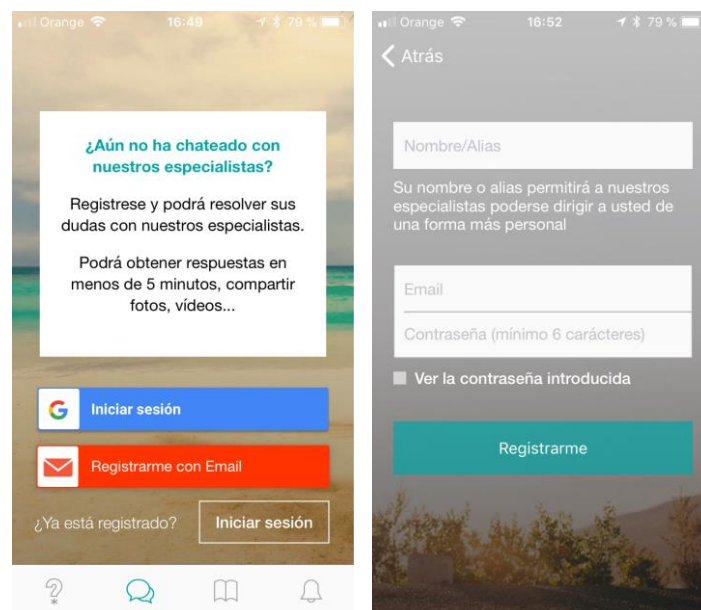 Orange 16:49 79 %
¿Aún no ha chateado con
nuestros especialistas?
Registrese y podrá resolver sus
dudas con nuestros especialistas.
Podrá obtener respuestas en
menos de 5 minutos, compartir
fotos, vídeos...
G Iniciar sesión
Registrarme con Email
¿Ya está registrado? Iniciar sesión
Orange 16:52 79 %
Atrás
Nombre/Alias
Su nombre o alias permitirá a nuestros
especialistas poderse dirigir a usted de
una forma más personal
Email
Contraseña (mínimo 6 carácteres)
Ver la contraseña introducida
Registrarme